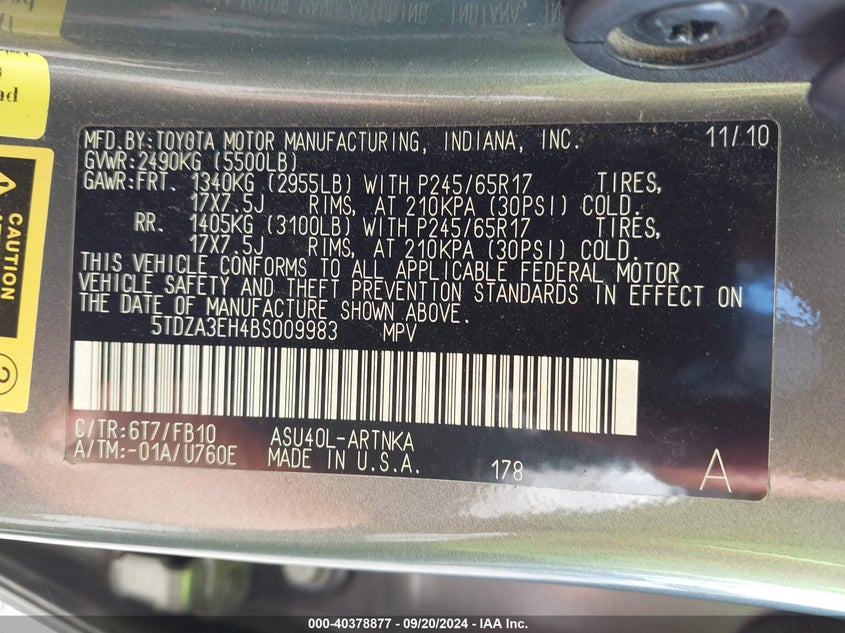 MFD.BY:TOYOTA MOTOR MANUFACTURING, INDIANA, INC. 11/10
GVWR:2490KG (5500LB)
GAWR:FRT. 1340KG (2955LB) WITH P245/65R17 TIRES,
17X7.5J RIMS, AT 210KPA (30PSI) COLD.
RR. 1405KG (3100LB) WITH P245/65R17 TIRES,
17X7.5J RIMS, AT 210KPA (30PSI) COLD.
THIS VEHICLE CONFORMS TO ALL APPLICABLE FEDERAL MOTOR
VEHICLE SAFETY AND THEFT PREVENTION STANDARDS IN EFFECT ON
THE DATE OF MANUFACTURE SHOWN ABOVE.
5TDZA3EH4BS009983 MPV
C/TR:6T7/FB10 ASU40L-ARTNKA
A/TM:-01A/U760E MADE IN U.S.A. 178 A
CAUTION
2
000-40378877 - 09/20/2024 - IAA Inc.